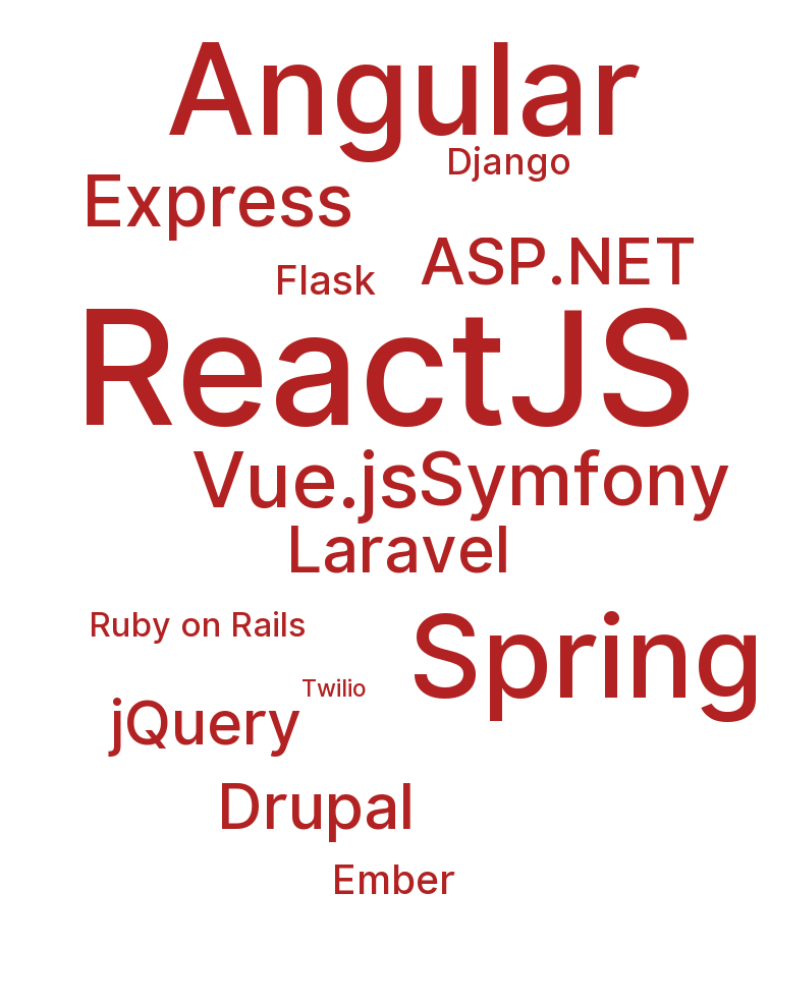 Angular
Django
Express
ASP.NET
Flask
ReactJS
Vue.jsSymfony
Laravel
Ruby on Rails
Spring
Twilio
jQuery
Drupal
Ember